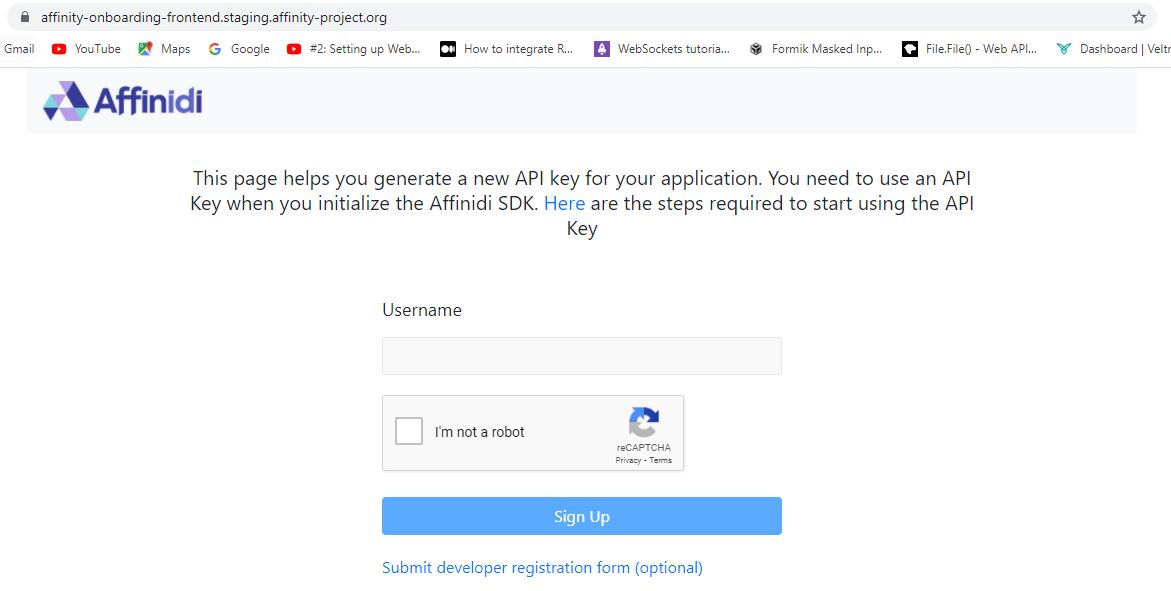 affinity-onboarding-frontend.staging.affinity-project.org
Gmail YouTube Maps Google #2: Setting up Web... How to integrate R... WebSockets tutoria... Formik Masked Inp... File.File() - Web API... Dashboard | Veltr
Affinidi
This page helps you generate a new API key for your application. You need to use an API
Key when you initialize the Affinidi SDK. Here are the steps required to start using the API
Key
Username
I'm not a robot
reCAPTCHA
Privacy - Terms
Sign Up
Submit developer registration form (optional)